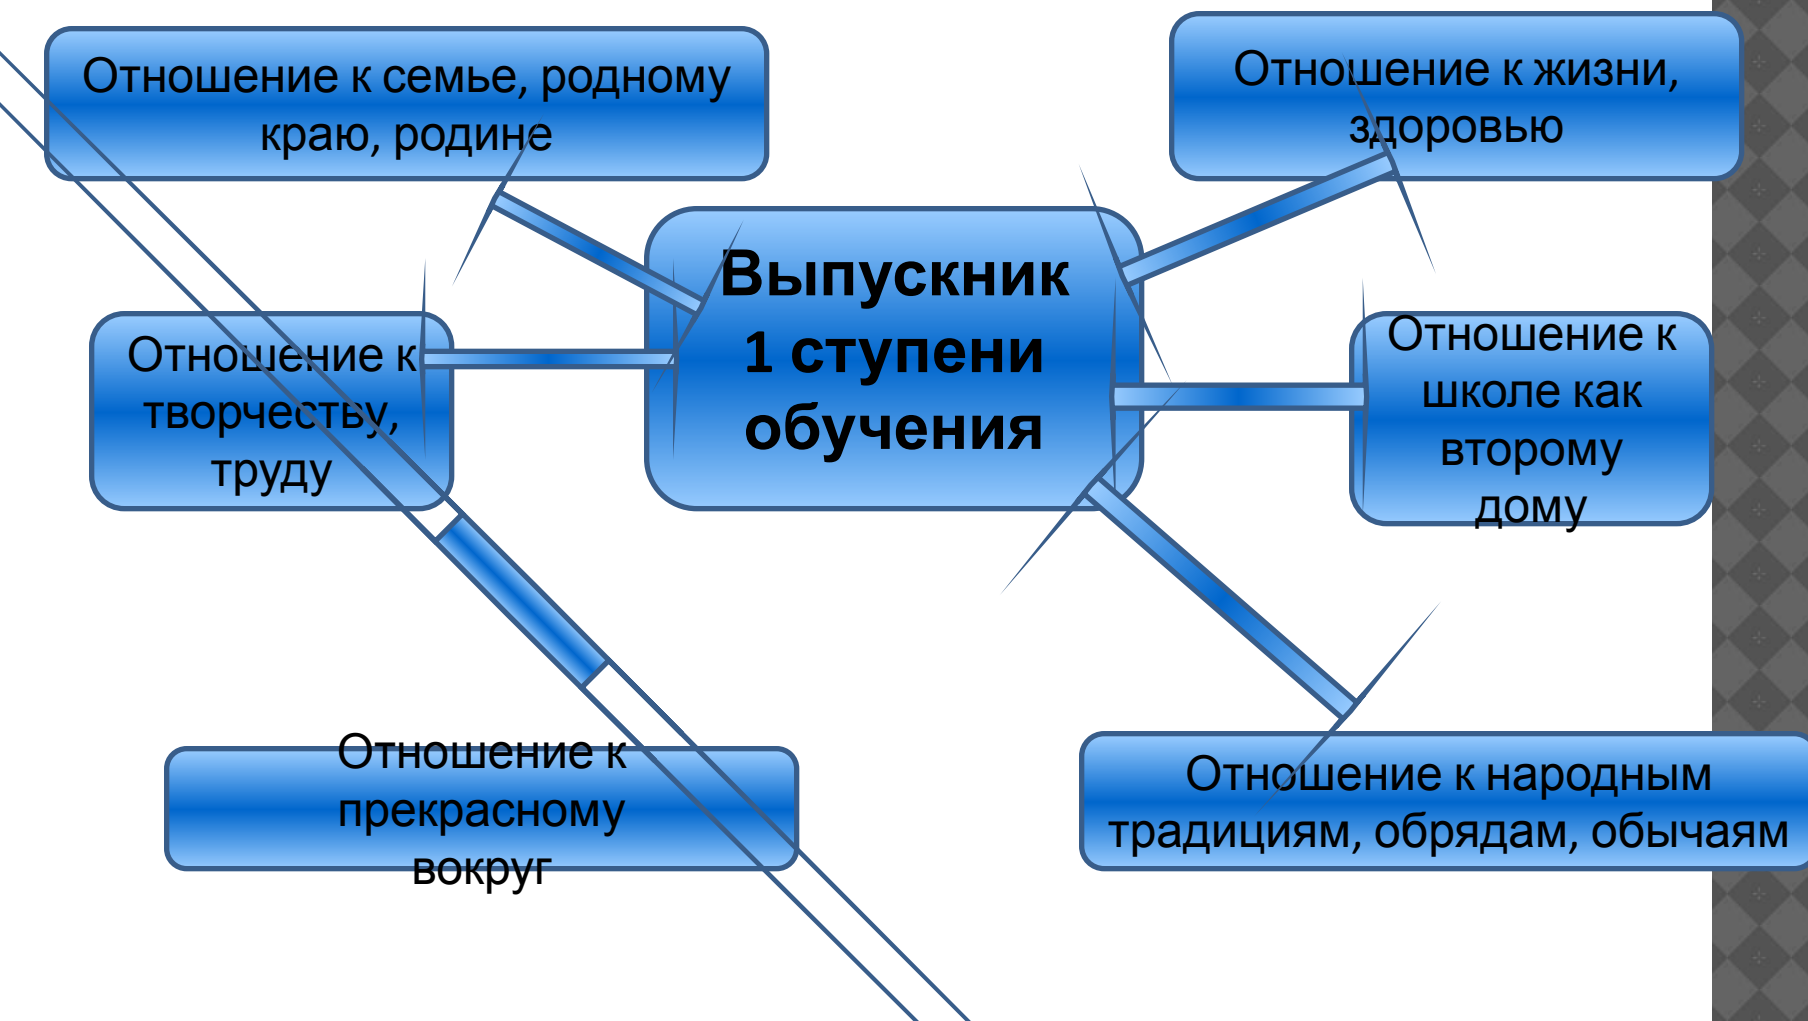 Отношение к семье, родному
краю, родине
Отношение к жизни,
здоровью
Выпускник
1 ступени
обучения
Отношение к
творчеству,
труду
Отношение к
школе как
второму
дому
Отношение к
прекрасному
вокруг
Отношение к народным
традициям, обрядам, обычаям